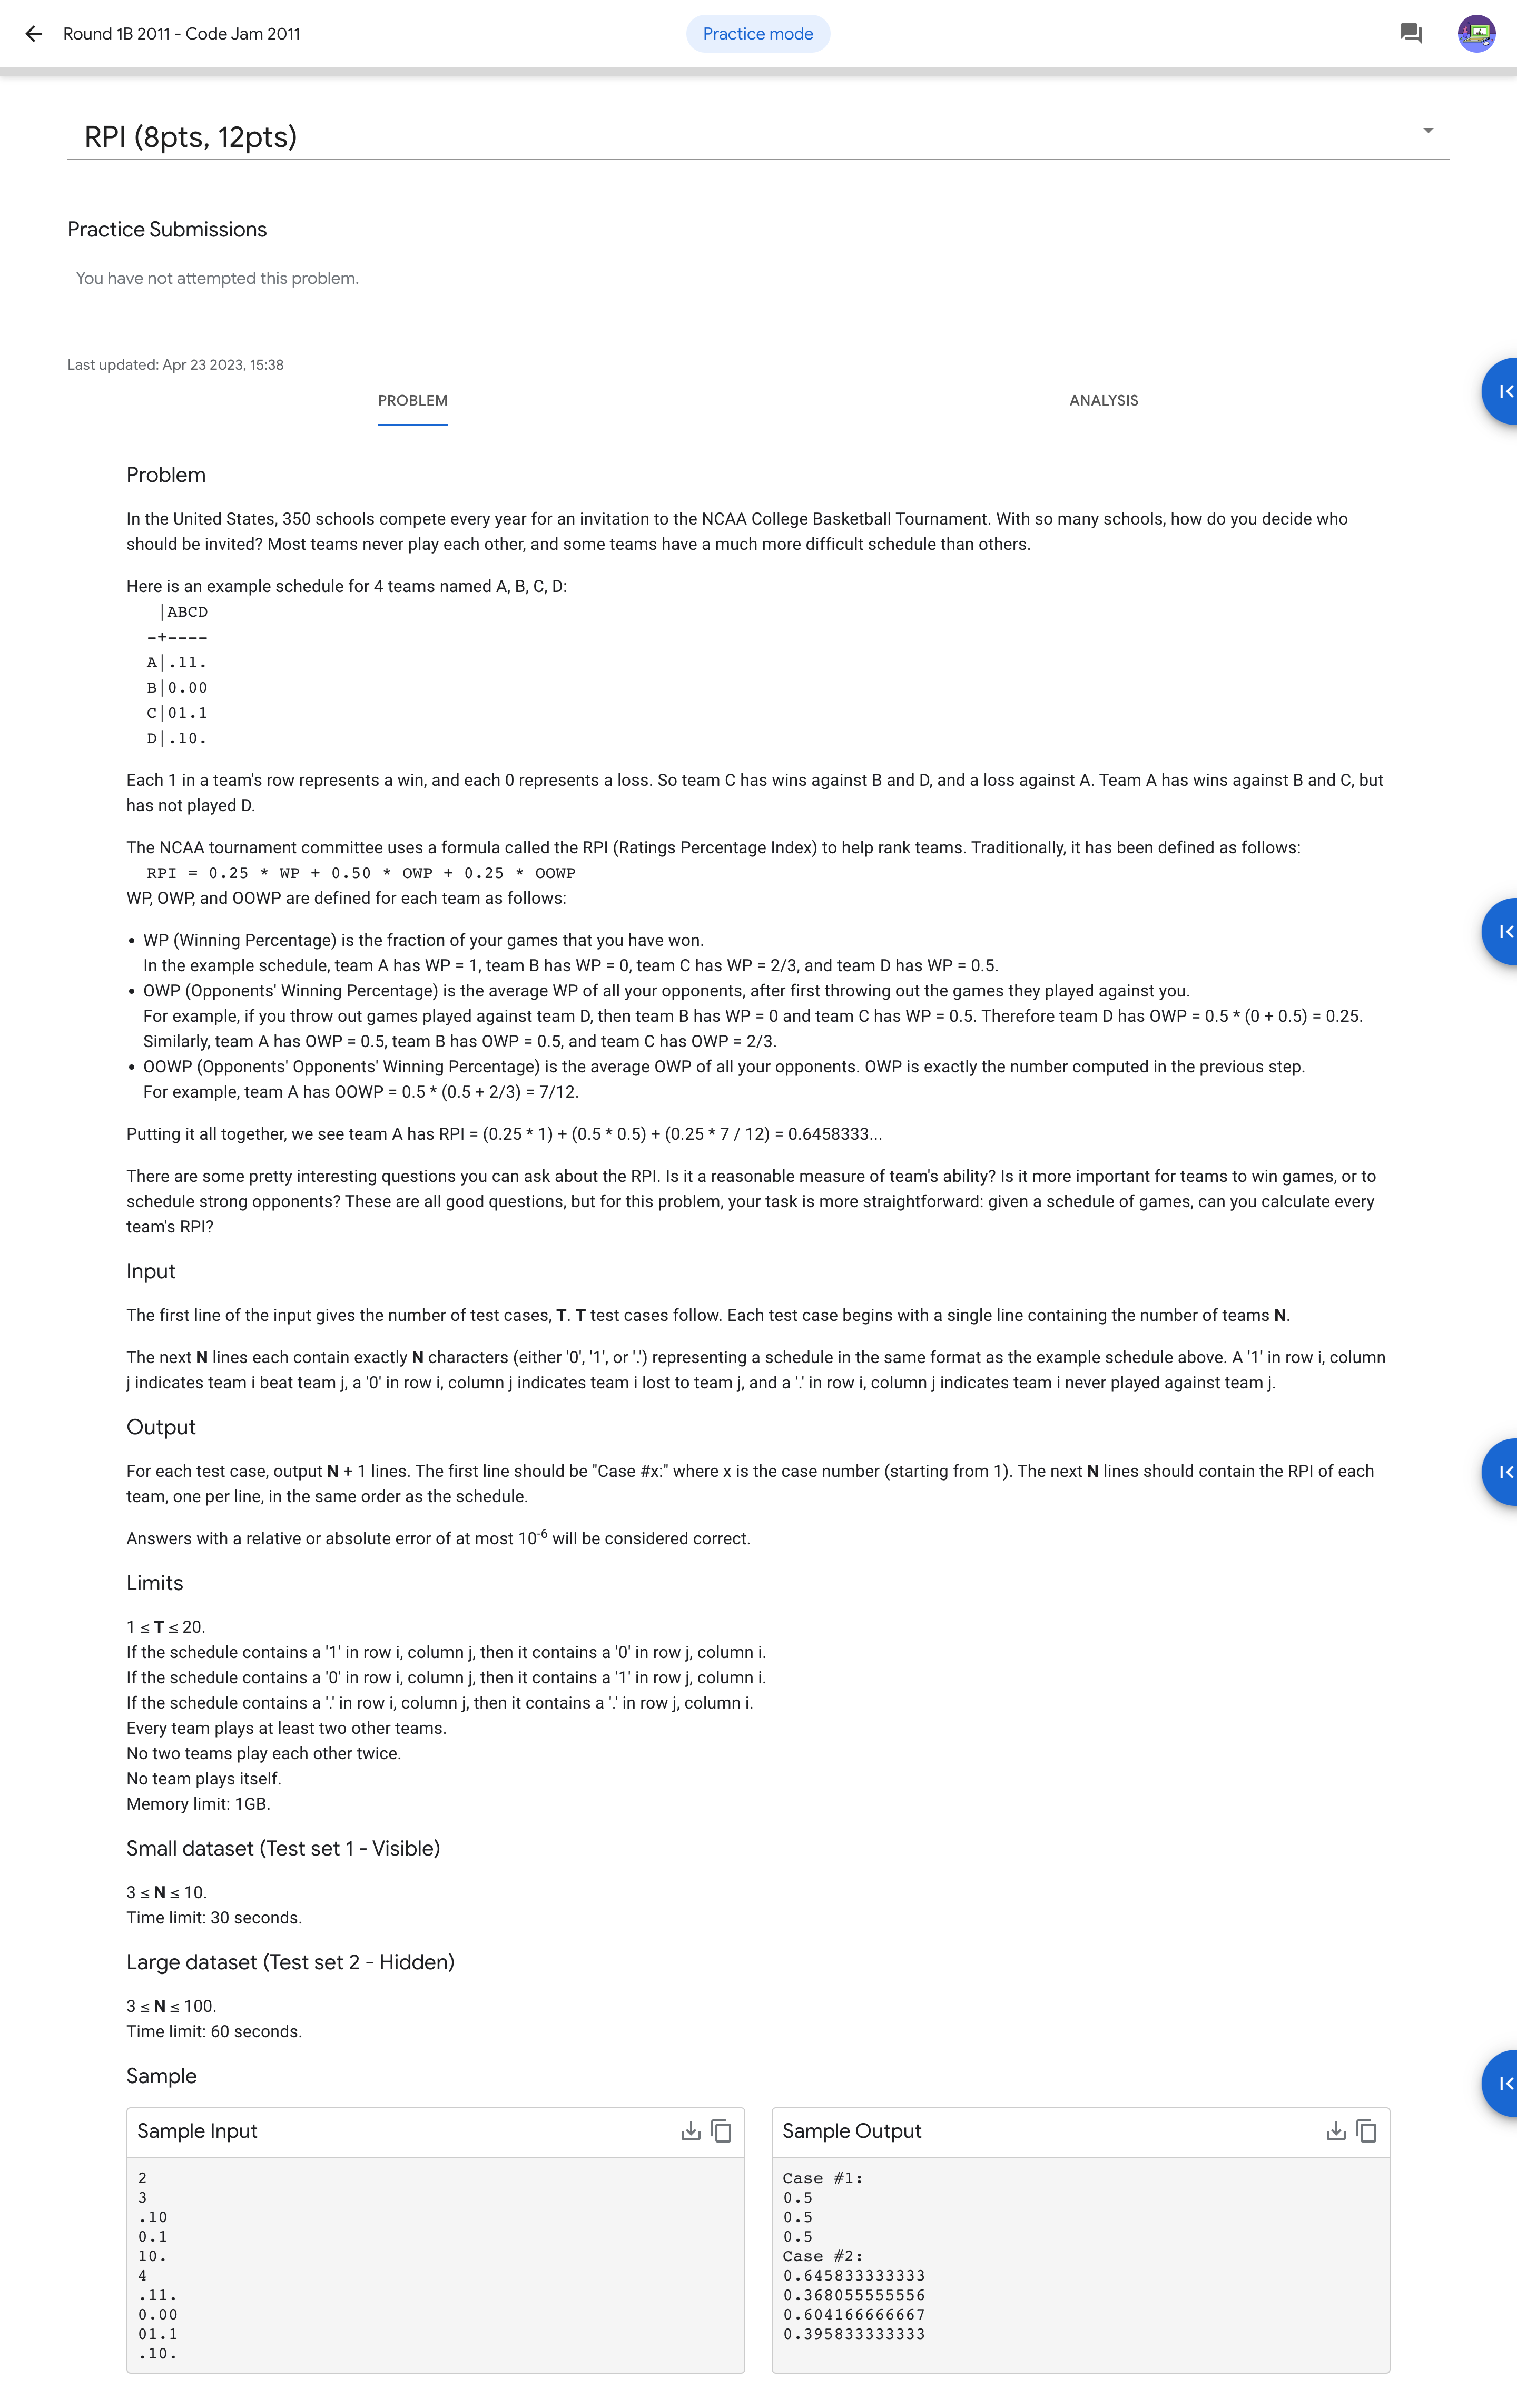 Round 1B 2011 - Code Jam 2011
Practice mode
RPI (8pts, 12pts)
Practice Submissions
You have not attempted this problem.
Last updated: Apr 23 2023, 15:38
PROBLEM
ANALYSIS
Problem
In the United States, 350 schools compete every year for an invitation to the NCAA College Basketball Tournament. With so many schools, how do you decide who
should be invited? Most teams never play each other, and some teams have a much more difficult schedule than others.
Here is an example schedule for 4 teams named A, B, C, D:
|ABCD
-+----
A|.11.
B|0.00
C|01.1
D|.10.
Each 1 in a team's row represents a win, and each 0 represents a loss. So team C has wins against B and D, and a loss against A. Team A has wins against B and C, but
has not played D.
The NCAA tournament committee uses a formula called the RPI (Ratings Percentage Index) to help rank teams. Traditionally, it has been defined as follows:
RPI = 0.25 * WP + 0.50 * OWP + 0.25 * OOWP
WP, OWP, and OOWP are defined for each team as follows:
• WP (Winning Percentage) is the fraction of your games that you have won.
In the example schedule, team A has WP = 1, team B has WP = 0, team C has WP = 2/3, and team D has WP = 0.5.
• OWP (Opponents' Winning Percentage) is the average WP of all your opponents, after first throwing out the games they played against you.
For example, if you throw out games played against team D, then team B has WP = 0 and team C has WP = 0.5. Therefore team D has OWP = 0.5 * (0 + 0.5) = 0.25.
Similarly, team A has OWP = 0.5, team B has OWP = 0.5, and team C has OWP = 2/3.
• OOWP (Opponents' Opponents' Winning Percentage) is the average OWP of all your opponents. OWP is exactly the number computed in the previous step.
For example, team A has OOWP = 0.5 * (0.5 + 2/3) = 7/12.
Putting it all together, we see team A has RPI = (0.25 * 1) + (0.5 * 0.5) + (0.25 * 7 / 12) = 0.6458333...
There are some pretty interesting questions you can ask about the RPI. Is it a reasonable measure of team's ability? Is it more important for teams to win games, or to
schedule strong opponents? These are all good questions, but for this problem, your task is more straightforward: given a schedule of games, can you calculate every
team's RPI?
Input
The first line of the input gives the number of test cases, T. T test cases follow. Each test case begins with a single line containing the number of teams N.
The next N lines each contain exactly N characters (either '0', '1', or '.') representing a schedule in the same format as the example schedule above. A '1' in row i, column
j indicates team i beat team j, a '0' in row i, column j indicates team i lost to team j, and a '.' in row i, column j indicates team i never played against team j.
Output
For each test case, output N + 1 lines. The first line should be "Case #x:" where x is the case number (starting from 1). The next N lines should contain the RPI of each
team, one per line, in the same order as the schedule.
Answers with a relative or absolute error of at most 10-6 will be considered correct.
Limits
1 ≤ T ≤ 20.
If the schedule contains a '1' in row i, column j, then it contains a '0' in row j, column i.
If the schedule contains a '0' in row i, column j, then it contains a '1' in row j, column i.
If the schedule contains a '.' in row i, column j, then it contains a '.' in row j, column i.
Every team plays at least two other teams.
No two teams play each other twice.
No team plays itself.
Memory limit: 1GB.
Small dataset (Test set 1 - Visible)
3 ≤ N ≤ 10.
Time limit: 30 seconds.
Large dataset (Test set 2 - Hidden)
3 ≤ N ≤ 100.
Time limit: 60 seconds.
Sample
Sample Input
2
3
.10
0.1
10.
4
.11.
0.00
01.1
.10.
Sample Output
Case #1:
0.5
0.5
0.5
Case #2:
0.645833333333
0.368055555556
0.604166666667
0.395833333333